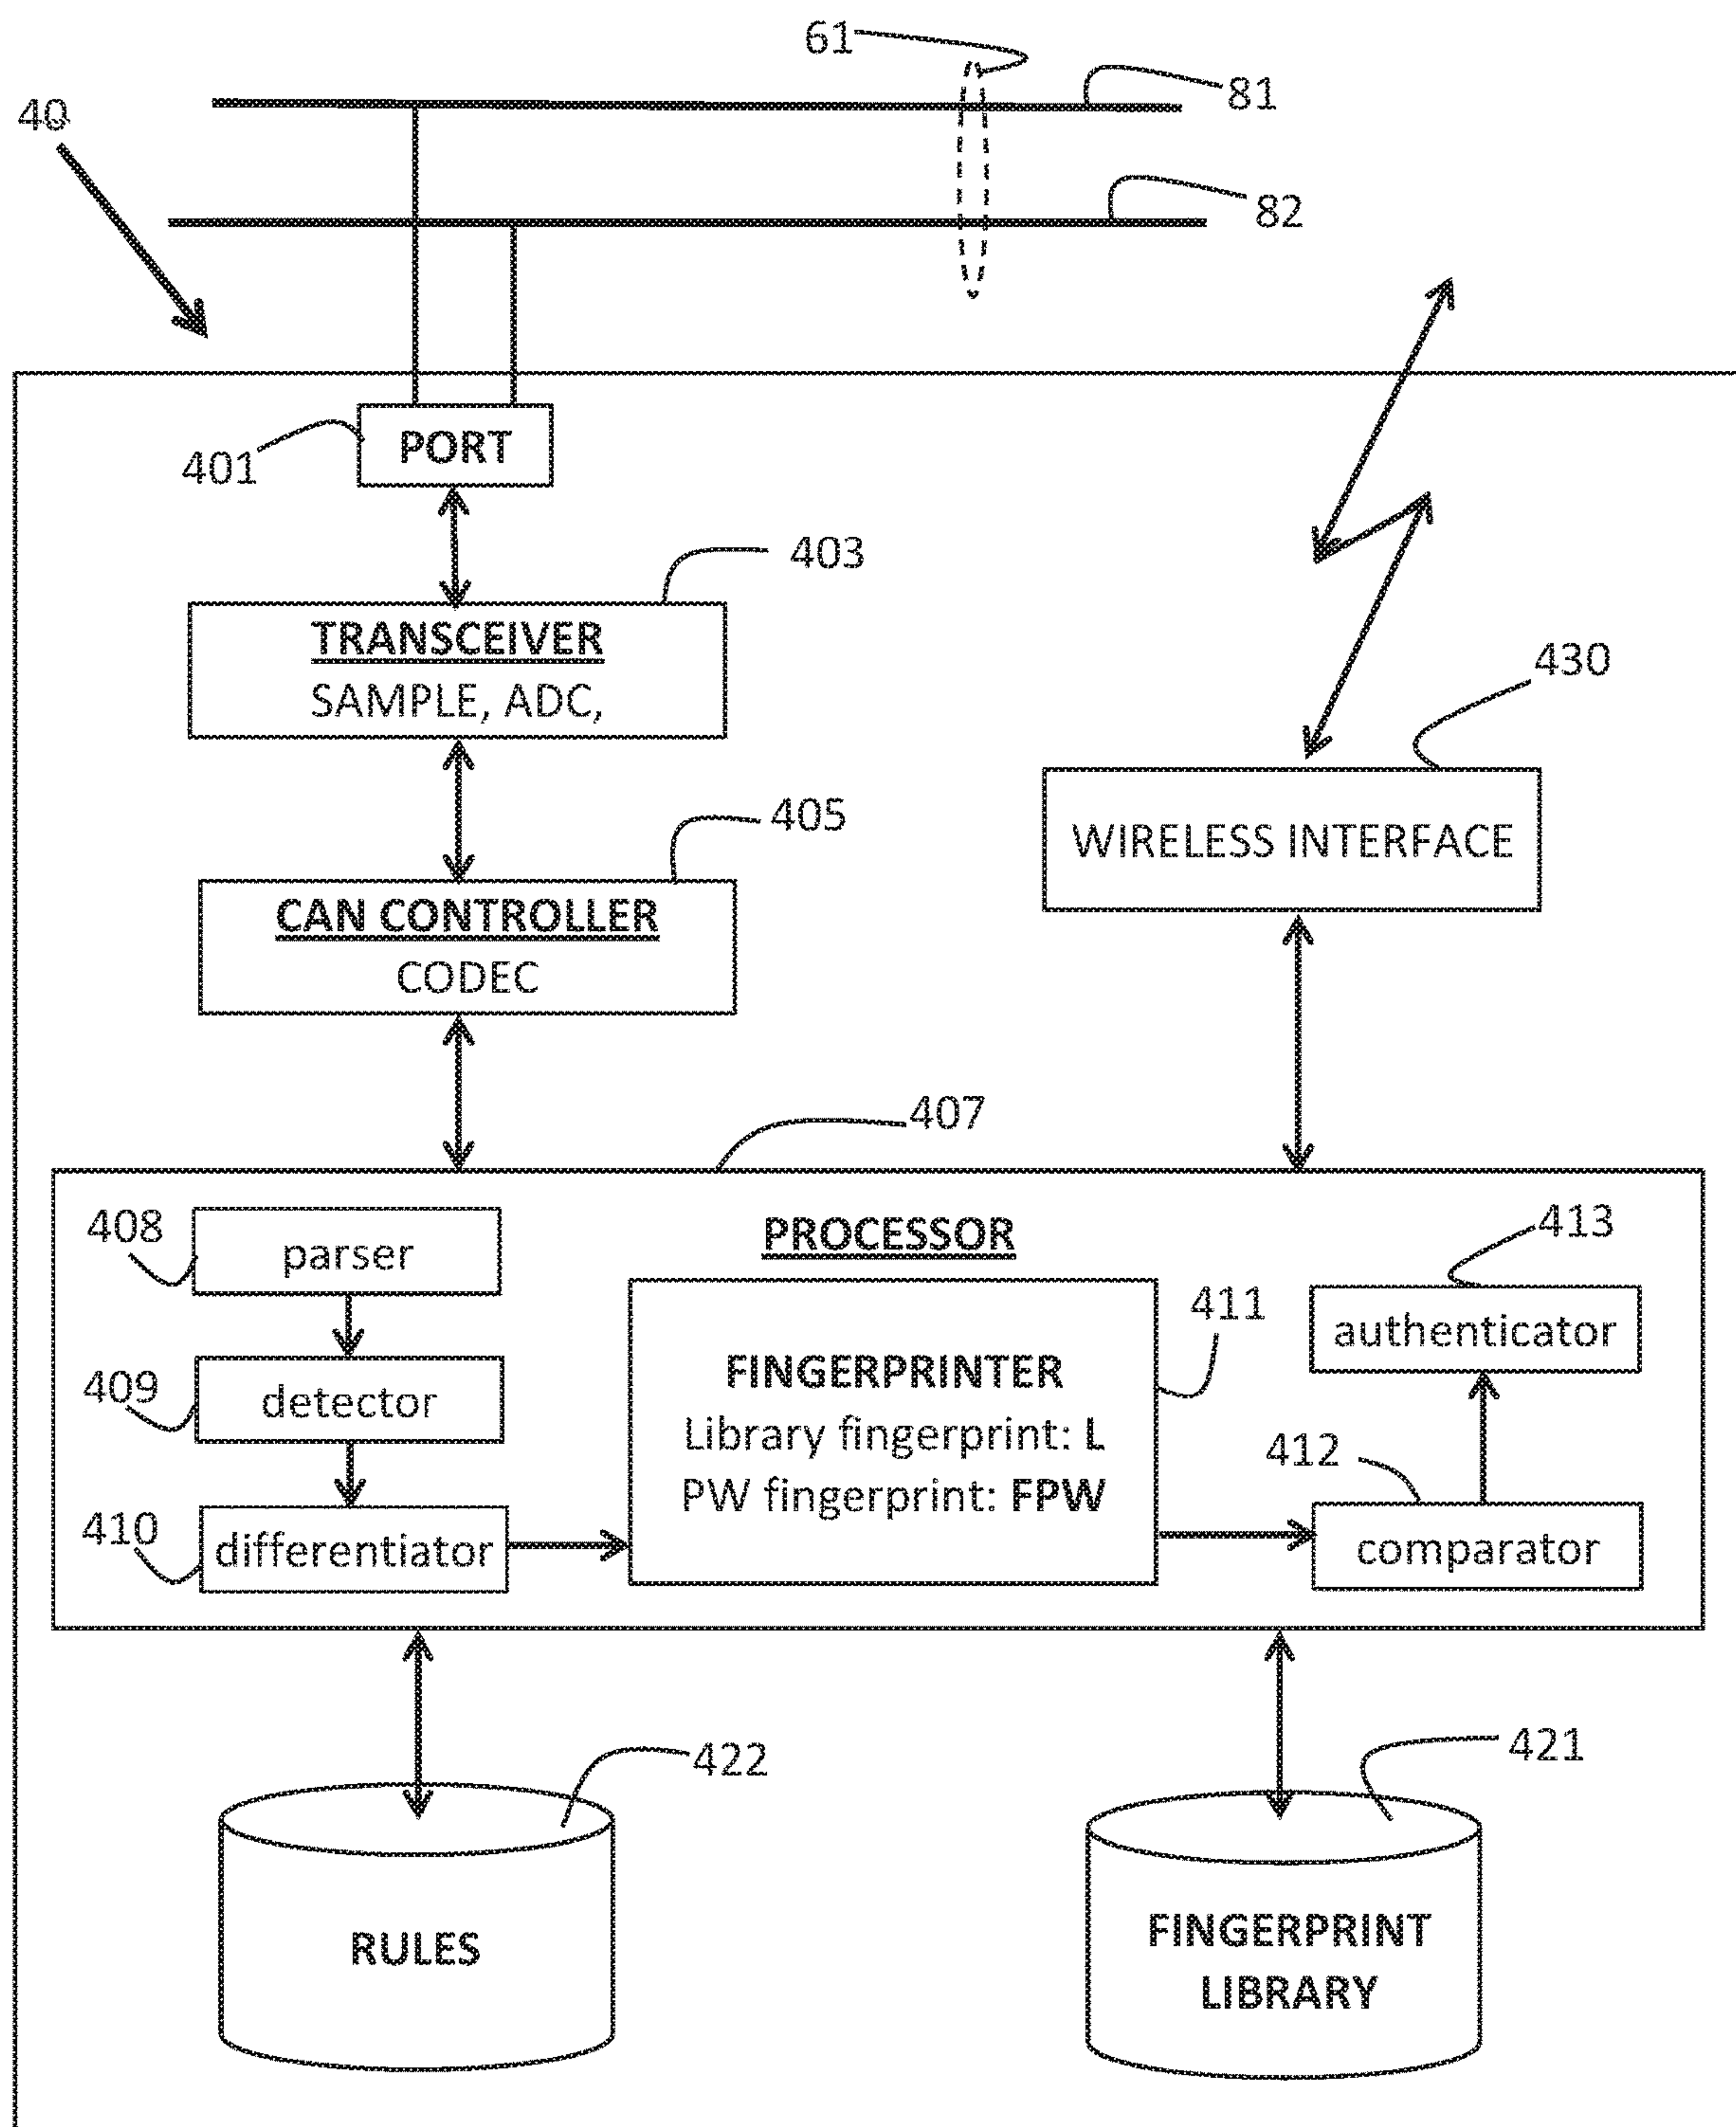 61
81
40
82
PORT
401
403
TRANSCEIVER
SAMPLE, ADC,
430
405
WIRELESS INTERFACE
CAN CONTROLLER
CODEC
407
408
parser
PROCESSOR
413
411
authenticator
409
detector
FINGERPRINTER
Library fingerprint: L
PW fingerprint: FPW
412
410
differentiator
comparator
422
421
RULES
FINGERPRINT
LIBRARY